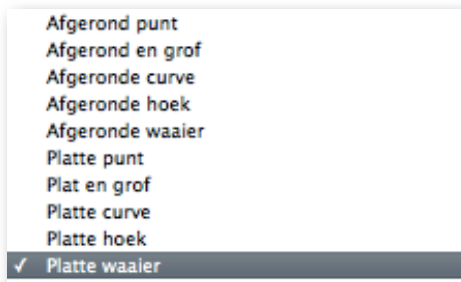 Afgerond punt
Afgerond en grof
Afgeronde curve
Afgeronde hoek
Afgeronde waaier
Platte punt
Plat en grof
Platte curve
Platte hoek
✓ Platte waaier